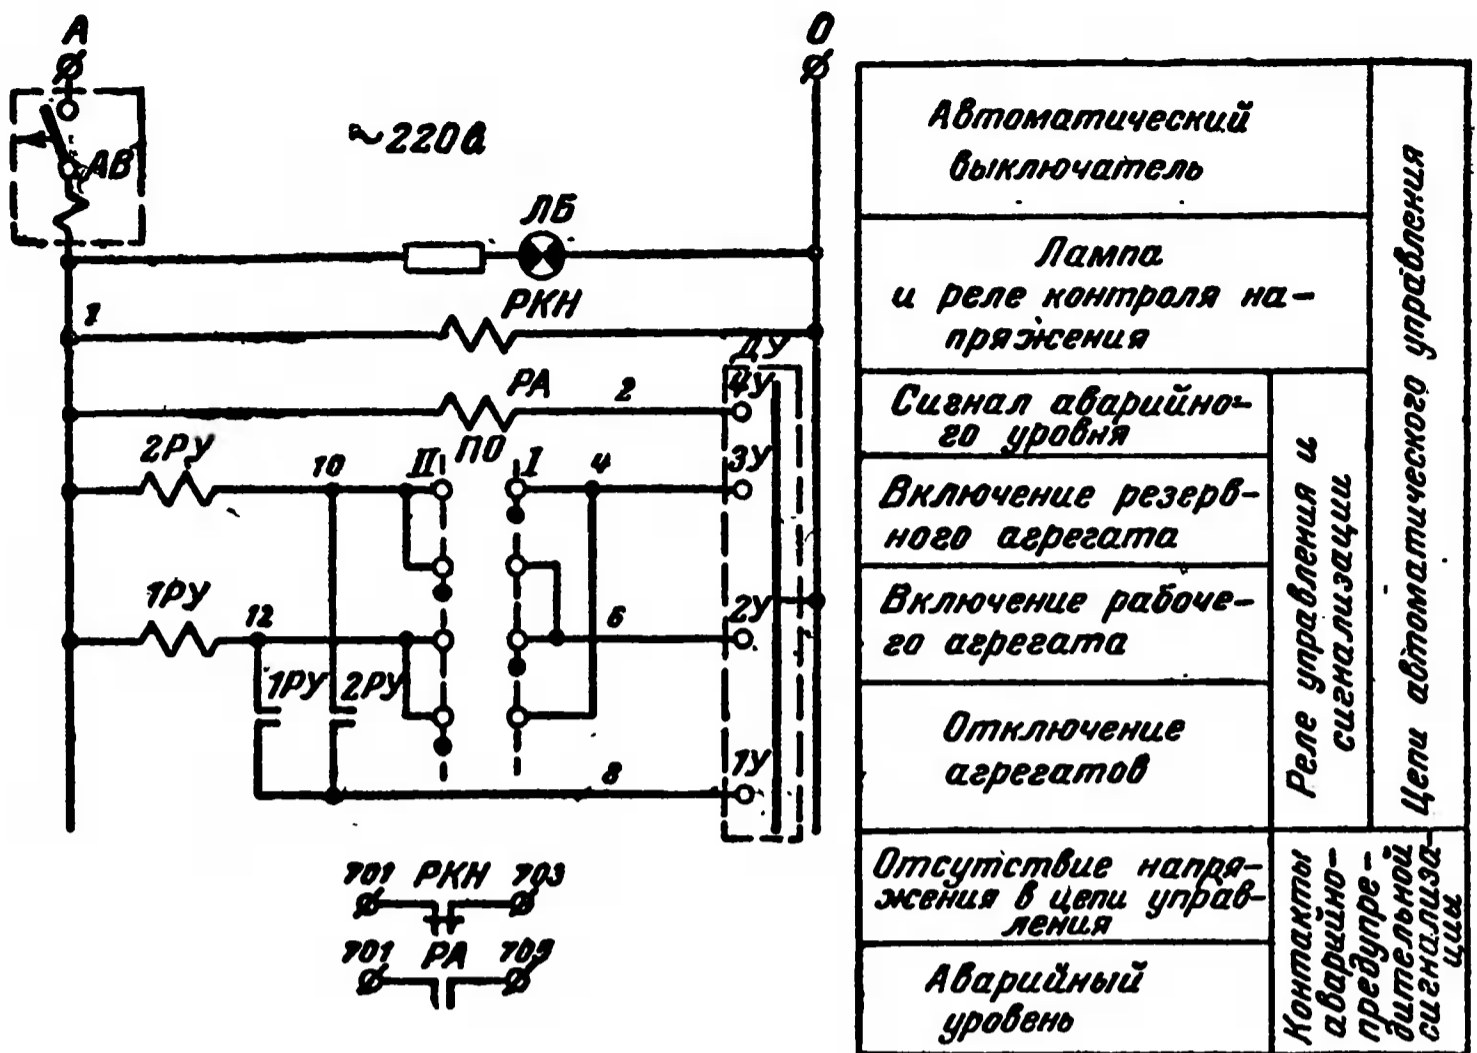 А
О
~220в
АВ
ЛБ
РКН
1
ДУ
РА
2
4У
2РУ
10
II
ПО
I
4
3У
1РУ
12
6
2У
1РУ
2РУ
8
1У
701
РКН
703
701
РА
705
Автоматический
выключатель
Лампа
и реле контроля на-
пряжения
Сигнал аварийно-
го уровня
Включение резерв-
ного агрегата
Включение рабоче-
го агрегата
Отключение
агрегатов
Реле управления и
сигнализации
Цепи автоматического управления
Отсутствие напря-
жения в цепи управ-
ления
Аварийный
уровень
Контакты
аварийно-
предупре-
дительной
сигнализа-
ции